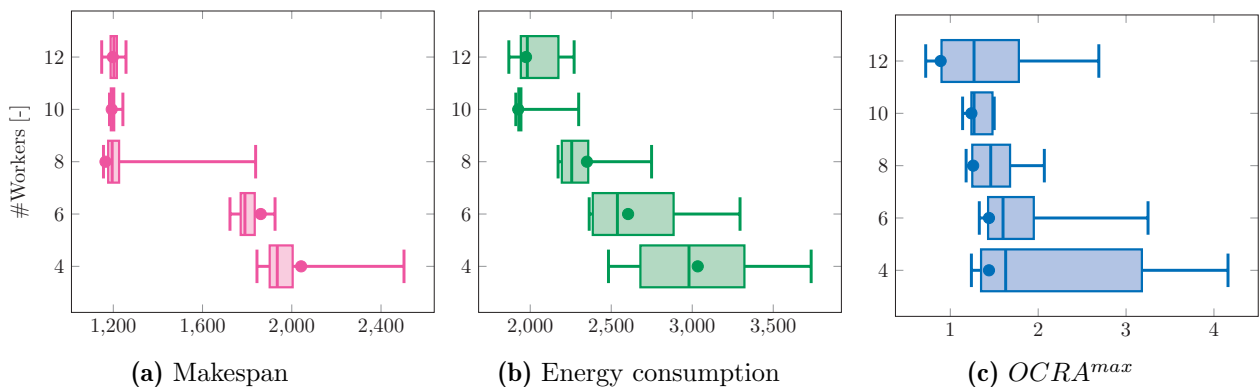 #Workers [-]
12
10
8
6
4
1,200 1,600 2,000 2,400
(a) Makespan
12
10
8
6
4
2,000 2,500 3,000 3,500
(b) Energy consumption
12
10
8
6
4
1 2 3 4
(c) OCRA^max